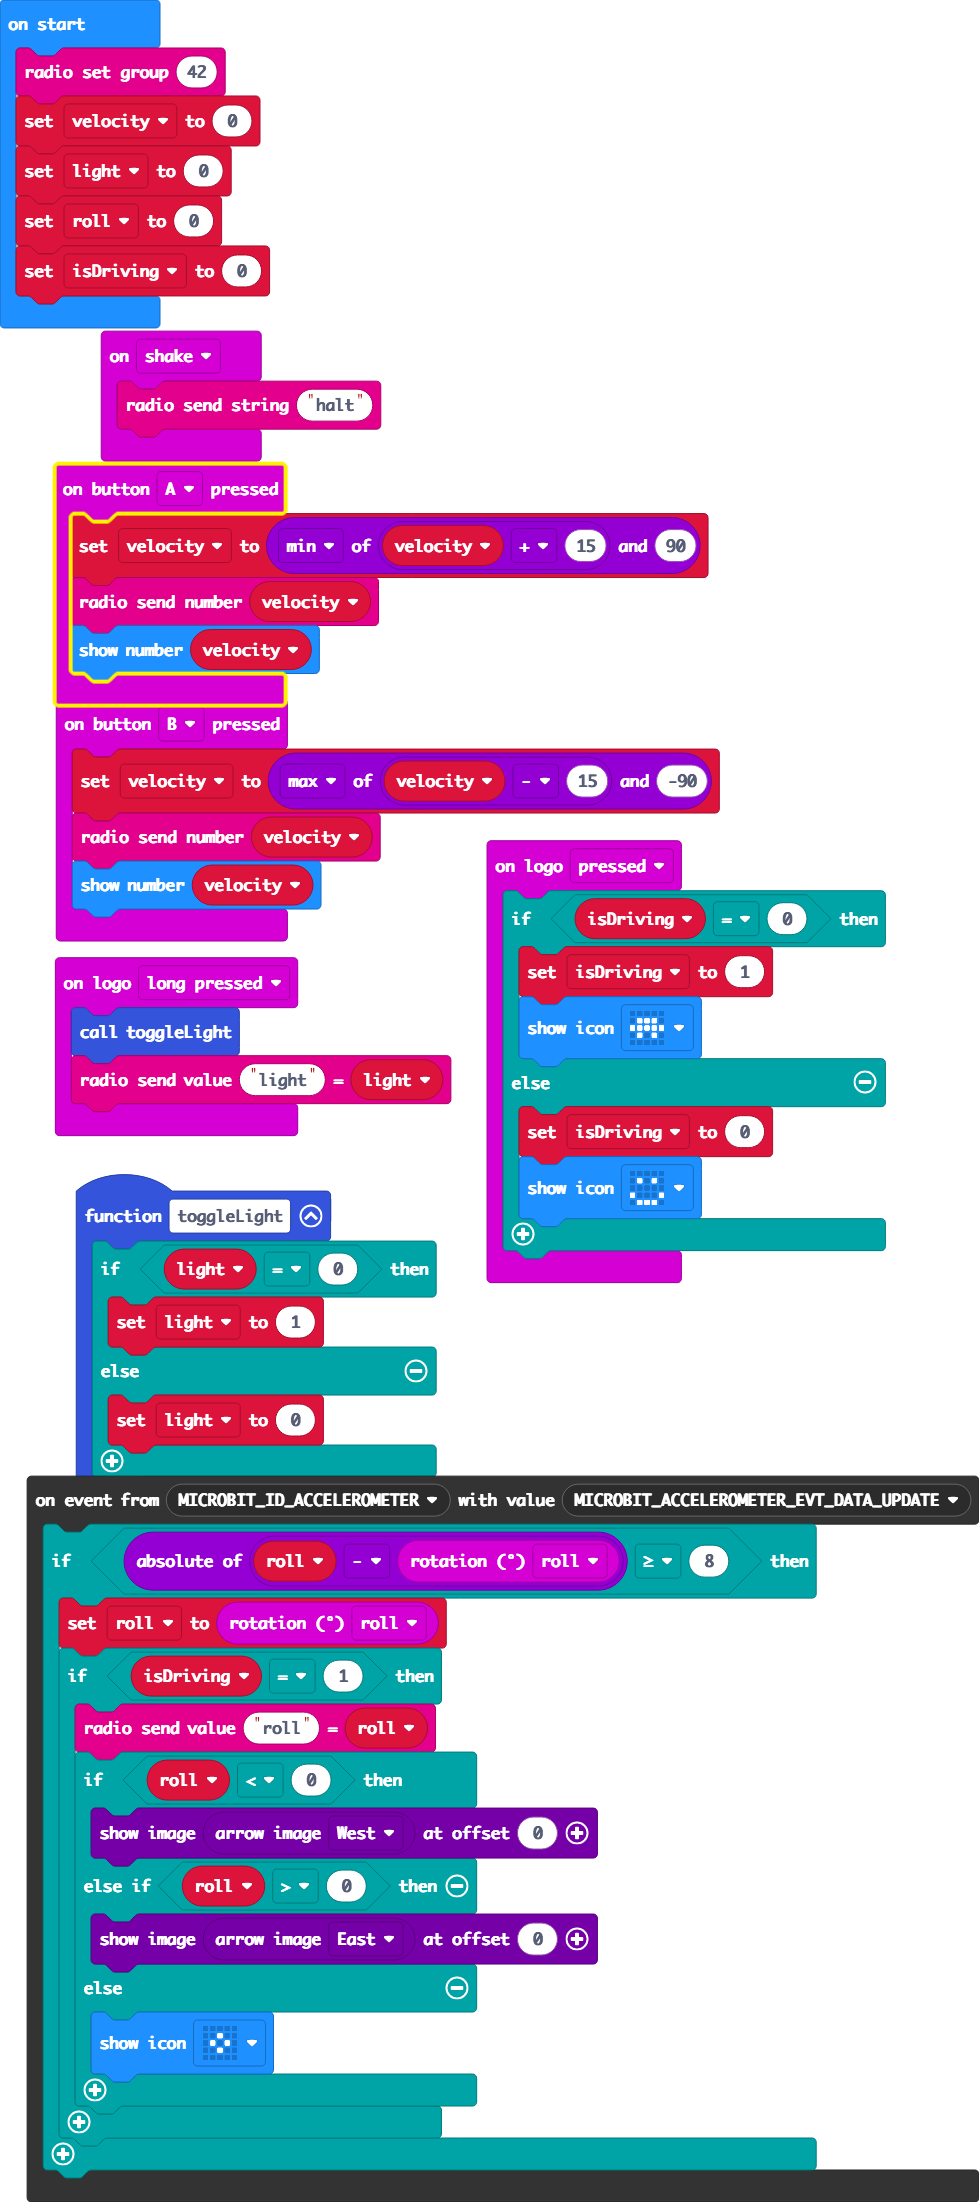 on start
radio set group 42
set velocity to 0
set light to 0
set roll to 0
set isDriving to 0
on shake
radio send string "halt"
on button A pressed
set velocity to min of velocity + 15 and 90
radio send number velocity
show number velocity
on button B pressed
set velocity to max of velocity - 15 and -90
radio send number velocity
show number velocity
on logo long pressed
call toggleLight
radio send value "light" = light
on logo pressed
if isDriving = 0 then
set isDriving to 1
show icon
else
set isDriving to 0
show icon
function toggleLight
if light = 0 then
set light to 1
else
set light to 0
on event from MICROBIT_ID_ACCELEROMETER with value MICROBIT_ACCELEROMETER_EVT_DATA_UPDATE
if absolute of roll - rotation (°) roll ≥ 8 then
set roll to rotation (°) roll
if isDriving = 1 then
radio send value "roll" = roll
if roll < 0 then
show image arrow image West at offset 0
else if roll > 0 then
show image arrow image East at offset 0
else
show icon